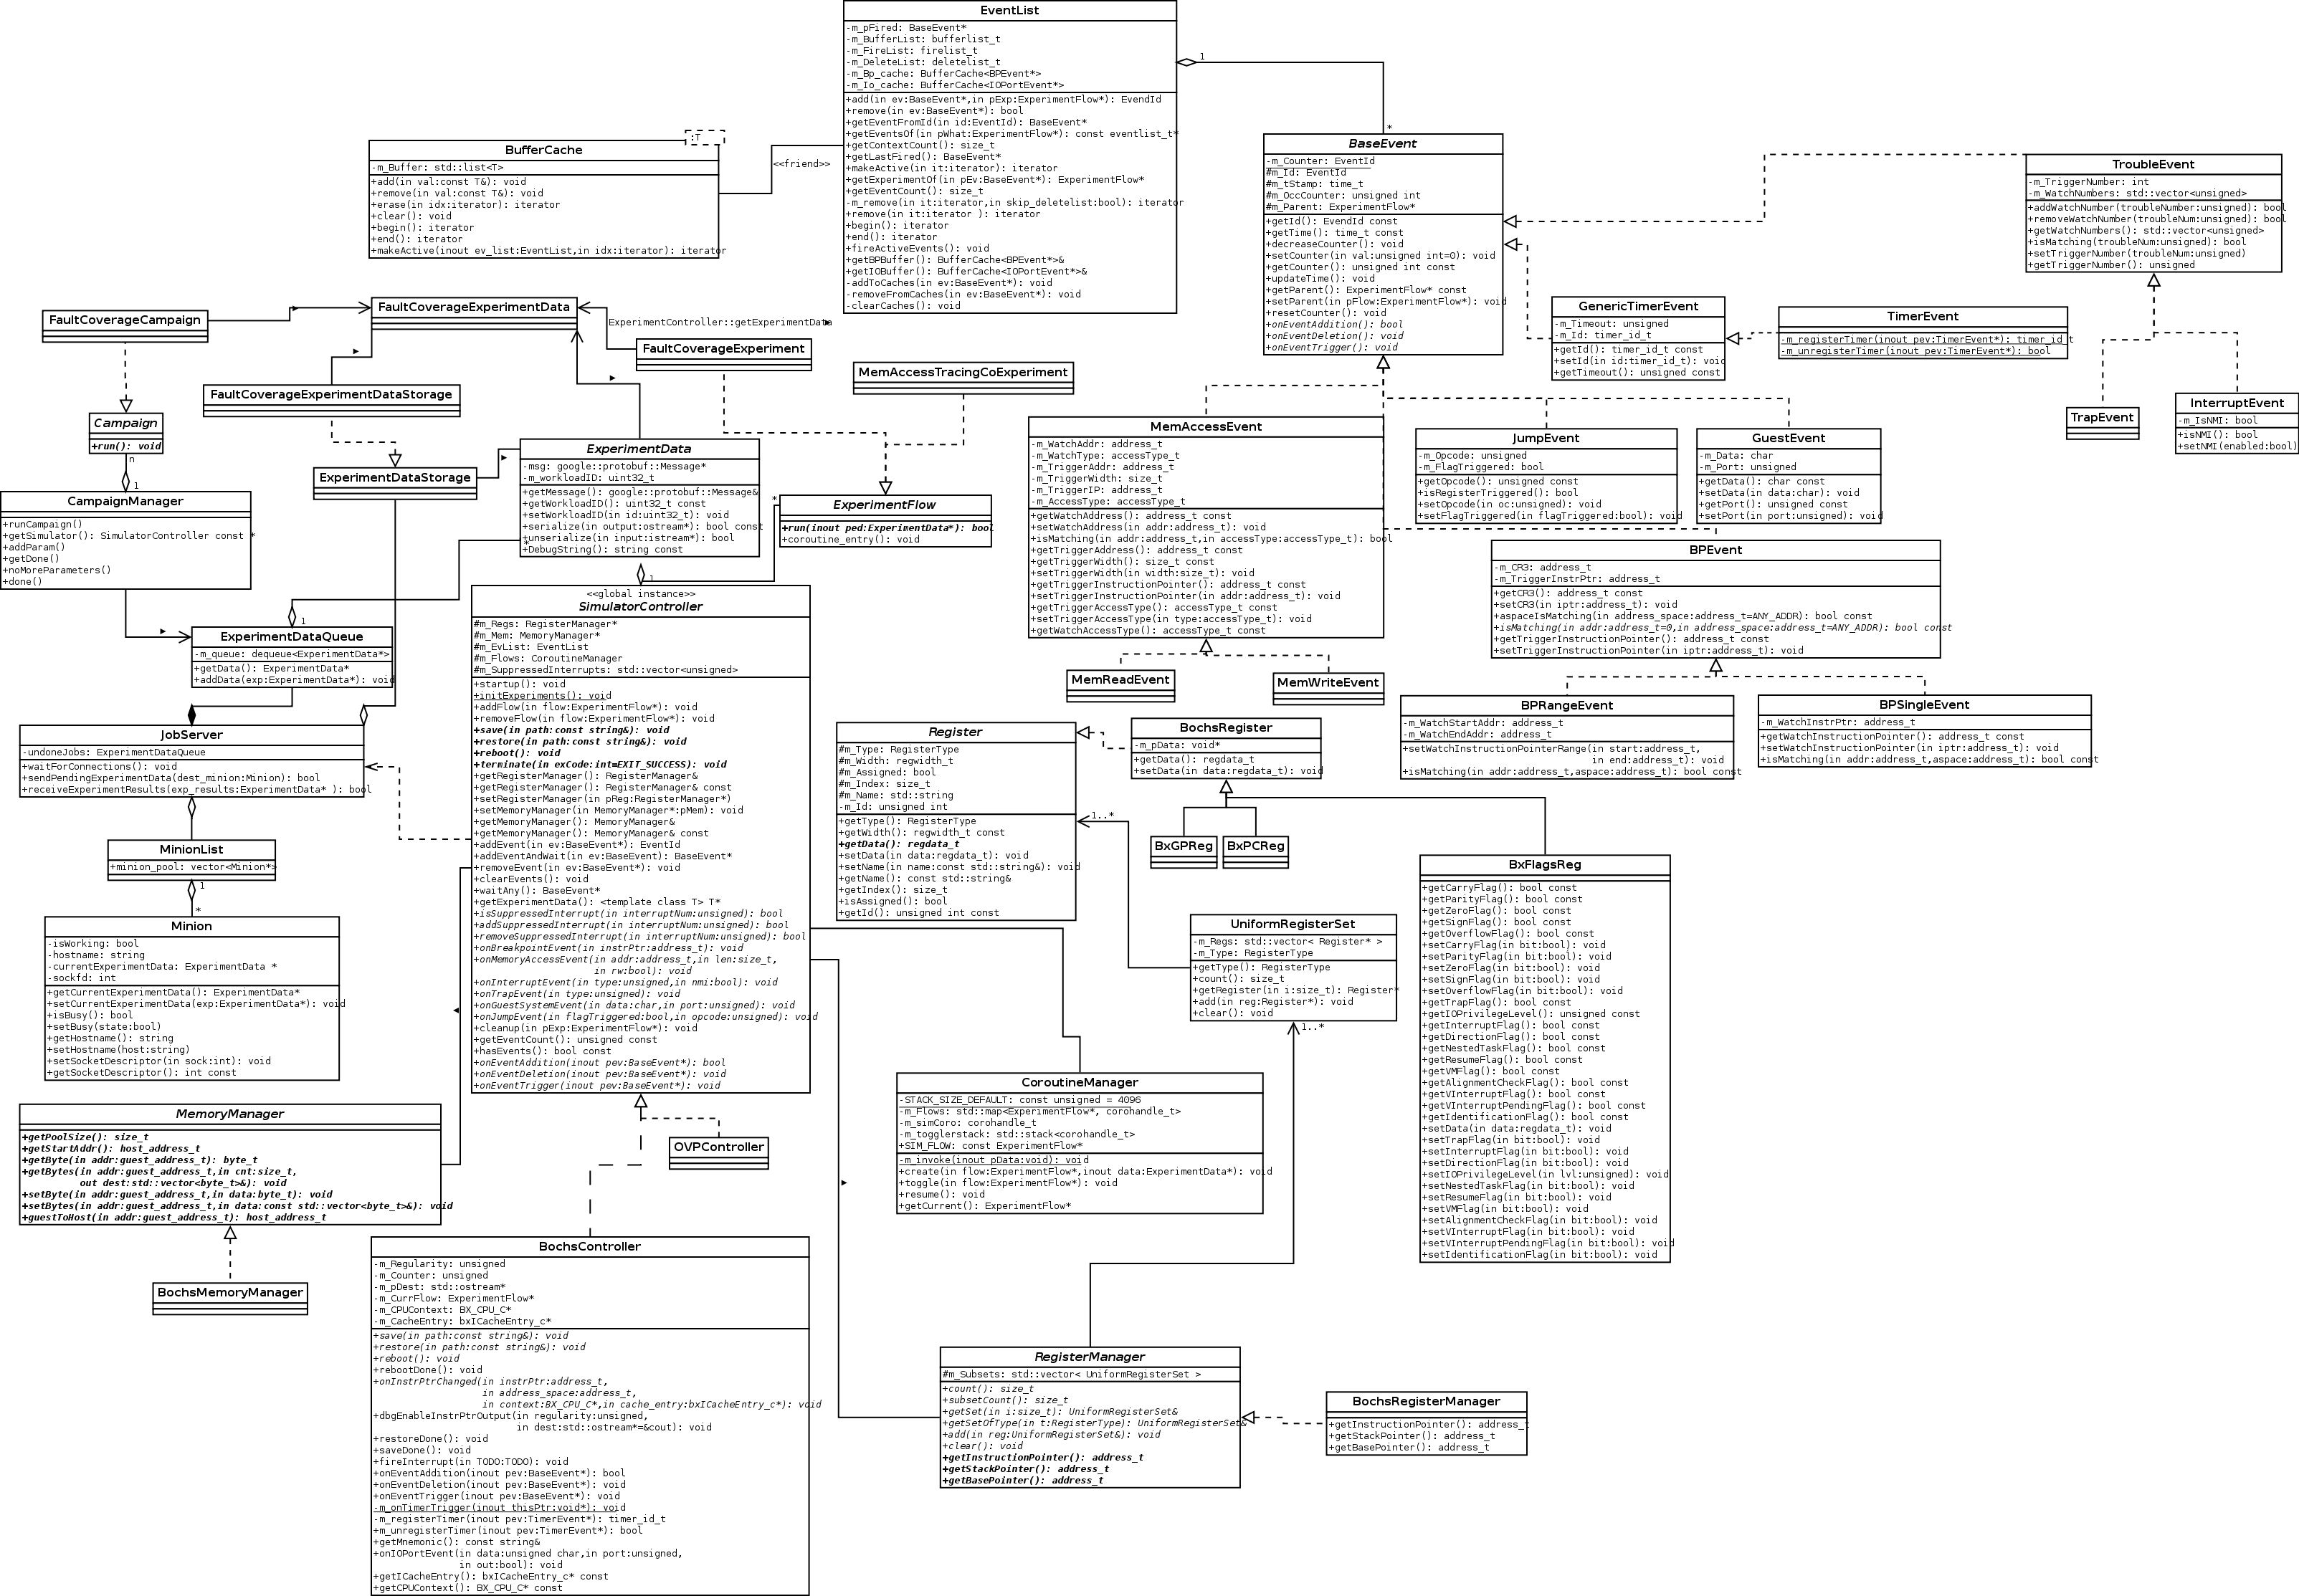 EventList
-m_pFired: BaseEvent*
-m_BufferList: bufferlist_t
-m_FireList: firelist_t
-m_DeleteList: deletelist_t
-m_Bp_cache: BufferCache<BPEvent*>
-m_Io_cache: BufferCache<IOPortEvent*>
+add(in ev:BaseEvent*,in pExp:ExperimentFlow*): EvendId
+remove(in ev:BaseEvent*): bool
+getEventFromId(in id:EventId): BaseEvent*
+getEventsOf(in pWhat:ExperimentFlow*): const eventlist_t*
+getContextCount(): size_t
+getLastFired(): BaseEvent*
+makeActive(in it:iterator): iterator
+getExperimentOf(in pEv:BaseEvent*): ExperimentFlow*
+getEventCount(): size_t
-m_remove(in it:iterator,in skip_deletelist:bool): iterator
+remove(in it:iterator ): iterator
+begin(): iterator
+end(): iterator
+fireActiveEvents(): void
+getBPBuffer(): BufferCache<BPEvent*>&
+getIOBuffer(): BufferCache<IOPortEvent*>&
-addToCaches(in ev:BaseEvent*): void
-removeFromCaches(in ev:BaseEvent*): void
-clearCaches(): void
1
*
:T
BufferCache
-m_Buffer: std::list<T>
+add(in val:const T&): void
+remove(in val:const T&): void
+erase(in idx:iterator): iterator
+clear(): void
+begin(): iterator
+end(): iterator
+makeActive(inout ev_list:EventList,in idx:iterator): iterator
<<friend>>
BaseEvent
-m_Counter: EventId
#m_Id: EventId
#m_tStamp: time_t
#m_OccCounter: unsigned int
#m_Parent: ExperimentFlow*
+getId(): EvendId const
+getTime(): time_t const
+decreaseCounter(): void
+setCounter(in val:unsigned int=0): void
+getCounter(): unsigned int const
+updateTime(): void
+getParent(): ExperimentFlow* const
+setParent(in pFlow:ExperimentFlow*): void
+resetCounter(): void
+onEventAddition(): bool
+onEventDeletion(): void
+onEventTrigger(): void
TroubleEvent
-m_TriggerNumber: int
-m_WatchNumbers: std::vector<unsigned>
+addWatchNumber(troubleNumber:unsigned): bool
+removeWatchNumber(troubleNum:unsigned): bool
+getWatchNumbers(): std::vector<unsigned>
+isMatching(troubleNum:unsigned): bool
+setTriggerNumber(troubleNum:unsigned)
+getTriggerNumber(): unsigned
GenericTimerEvent
-m_Timeout: unsigned
-m_Id: timer_id_t
+getId(): timer_id_t const
+setId(in id:timer_id_t): void
+getTimeout(): unsigned const
TimerEvent
-m_registerTimer(inout pev:TimerEvent*): timer_id_t
-m_unregisterTimer(inout pev:TimerEvent*): bool
TrapEvent
InterruptEvent
-m_IsNMI: bool
+isNMI(): bool
+setNMI(enabled:bool)
FaultCoverageCampaign
FaultCoverageExperimentData
ExperimentController::getExperimentData
FaultCoverageExperiment
MemAccessTracingCoExperiment
FaultCoverageExperimentDataStorage
Campaign
+run(): void
n
1
CampaignManager
+runCampaign()
+getSimulator(): SimulatorController const *
+addParam()
+getDone()
+noMoreParameters()
+done()
ExperimentDataStorage
ExperimentData
-msg: google::protobuf::Message*
-m_workloadID: uint32_t
+getMessage(): google::protobuf::Message&
+getWorkloadID(): uint32_t const
+setWorkloadID(in id:uint32_t): void
+serialize(in output:ostream*): bool const
+unserialize(in input:istream*): bool
+DebugString(): string const
*
*
1
ExperimentFlow
+run(inout ped:ExperimentData*): bool
+coroutine_entry(): void
MemAccessEvent
-m_WatchAddr: address_t
-m_WatchType: accessType_t
-m_TriggerAddr: address_t
-m_TriggerWidth: size_t
-m_TriggerIP: address_t
-m_AccessType: accessType_t
+getWatchAddress(): address_t const
+setWatchAddress(in addr:address_t): void
+isMatching(in addr:address_t,in accessType:accessType_t): bool
+getTriggerAddress(): address_t const
+setTriggerAddress(in addr:address_t): void
+getTriggerWidth(): size_t const
+setTriggerWidth(in width:size_t): void
+getTriggerInstructionPointer(): address_t const
+setTriggerInstructionPointer(in addr:address_t): void
+getTriggerAccessType(): accessType_t const
+setTriggerAccessType(in type:accessType_t): void
+getWatchAccessType(): accessType_t const
MemReadEvent
MemWriteEvent
JumpEvent
-m_Opcode: unsigned
-m_FlagTriggered: bool
+getOpcode(): unsigned const
+isRegisterTriggered(): bool
+setOpcode(in oc:unsigned): void
+setFlagTriggered(in flagTriggered:bool): void
GuestEvent
-m_Data: char
-m_Port: unsigned
+getData(): char const
+setData(in data:char): void
+getPort(): unsigned const
+setPort(in port:unsigned): void
BPEvent
-m_CR3: address_t
-m_TriggerInstrPtr: address_t
+getCR3(): address_t const
+setCR3(in iptr:address_t): void
+aspaceIsMatching(in address_space:address_t=ANY_ADDR): bool const
+isMatching(in addr:address_t=0,in address_space:address_t=ANY_ADDR): bool const
+getTriggerInstructionPointer(): address_t const
+setTriggerInstructionPointer(in iptr:address_t): void
BPRangeEvent
-m_WatchStartAddr: address_t
-m_WatchEndAddr: address_t
+setWatchInstructionPointerRange(in start:address_t,
in end:address_t): void
+isMatching(in addr:address_t,aspace:address_t): bool const
BPSingleEvent
-m_WatchInstrPtr: address_t
+getWatchInstructionPointer(): address_t const
+setWatchInstructionPointer(in iptr:address_t): void
+isMatching(in addr:address_t,aspace:address_t): bool const
1
ExperimentDataQueue
-m_queue: dequeue<ExperimentData*>
+getData(): ExperimentData*
+addData(exp:ExperimentData*): void
JobServer
-undoneJobs: ExperimentDataQueue
+waitForConnections(): void
+sendPendingExperimentData(dest_minion:Minion): bool
+receiveExperimentResults(exp_results:ExperimentData* ): bool
MinionList
+minion_pool: vector<Minion*>
1
*
Minion
-isWorking: bool
-hostname: string
-currentExperimentData: ExperimentData *
-sockfd: int
+getCurrentExperimentData(): ExperimentData*
+setCurrentExperimentData(exp:ExperimentData*): void
+isBusy(): bool
+setBusy(state:bool)
+getHostname(): string
+setHostname(host:string)
+setSocketDescriptor(in sock:int): void
+getSocketDescriptor(): int const
<<global instance>>
SimulatorController
#m_Regs: RegisterManager*
#m_Mem: MemoryManager*
#m_EvList: EventList
#m_Flows: CoroutineManager
#m_SuppressedInterrupts: std::vector<unsigned>
+startup(): void
+initExperiments(): void
+addFlow(in flow:ExperimentFlow*): void
+removeFlow(in flow:ExperimentFlow*): void
+save(in path:const string&): void
+restore(in path:const string&): void
+reboot(): void
+terminate(in exCode:int=EXIT_SUCCESS): void
+getRegisterManager(): RegisterManager&
+getRegisterManager(): RegisterManager& const
+setRegisterManager(in pReg:RegisterManager*)
+setMemoryManager(in MemoryManager*:pMem): void
+getMemoryManager(): MemoryManager&
+getMemoryManager(): MemoryManager& const
+addEvent(in ev:BaseEvent*): EventId
+addEventAndWait(in ev:BaseEvent): BaseEvent*
+removeEvent(in ev:BaseEvent*): void
+clearEvents(): void
+waitAny(): BaseEvent*
+getExperimentData(): <template class T> T*
+isSuppressedInterrupt(in interruptNum:unsigned): bool
+addSuppressedInterrupt(in interruptNum:unsigned): bool
+removeSuppressedInterrupt(in interruptNum:unsigned): bool
+onBreakpointEvent(in instrPtr:address_t): void
+onMemoryAccessEvent(in addr:address_t,in len:size_t,
in rw:bool): void
+onInterruptEvent(in type:unsigned,in nmi:bool): void
+onTrapEvent(in type:unsigned): void
+onGuestSystemEvent(in data:char,in port:unsigned): void
+onJumpEvent(in flagTriggered:bool,in opcode:unsigned): void
+cleanup(in pExp:ExperimentFlow*): void
+getEventCount(): unsigned const
+hasEvents(): bool const
+onEventAddition(inout pev:BaseEvent*): bool
+onEventDeletion(inout pev:BaseEvent*): void
+onEventTrigger(inout pev:BaseEvent*): void
Register
#m_Type: RegisterType
#m_Width: regwidth_t
#m_Assigned: bool
#m_Index: size_t
#m_Name: std::string
-m_Id: unsigned int
+getType(): RegisterType
+getWidth(): regwidth_t const
+getData(): regdata_t
+setData(in data:regdata_t): void
+setName(in name:const std::string&): void
+getName(): const std::string&
+getIndex(): size_t
+isAssigned(): bool
+getId(): unsigned int const
1..*
BochsRegister
-m_pData: void*
+getData(): regdata_t
+setData(in data:regdata_t): void
BxGPReg
BxPCReg
BxFlagsReg
+getCarryFlag(): bool const
+getParityFlag(): bool const
+getZeroFlag(): bool const
+getSignFlag(): bool const
+getOverflowFlag(): bool const
+setCarryFlag(in bit:bool): void
+setParityFlag(in bit:bool): void
+setZeroFlag(in bit:bool): void
+setSignFlag(in bit:bool): void
+setOverflowFlag(in bit:bool): void
+getTrapFlag(): bool const
+getIOPrivilegeLevel(): unsigned const
+getInterruptFlag(): bool const
+getDirectionFlag(): bool const
+getNestedTaskFlag(): bool const
+getResumeFlag(): bool const
+getVMFlag(): bool const
+getAlignmentCheckFlag(): bool const
+getVInterruptFlag(): bool const
+getVInterruptPendingFlag(): bool const
+getIdentificationFlag(): bool const
+setData(in data:regdata_t): void
+setTrapFlag(in bit:bool): void
+setInterruptFlag(in bit:bool): void
+setDirectionFlag(in bit:bool): void
+setIOPrivilegeLevel(in lvl:unsigned): void
+setNestedTaskFlag(in bit:bool): void
+setResumeFlag(in bit:bool): void
+setVMFlag(in bit:bool): void
+setAlignmentCheckFlag(in bit:bool): void
+setVInterruptFlag(in bit:bool): void
+setVInterruptPendingFlag(in bit:bool): void
+setIdentificationFlag(in bit:bool): void
UniformRegisterSet
-m_Regs: std::vector< Register* >
-m_Type: RegisterType
+getType(): RegisterType
+count(): size_t
+getRegister(in i:size_t): Register*
+add(in reg:Register*): void
+clear(): void
1..*
CoroutineManager
-STACK_SIZE_DEFAULT: const unsigned = 4096
-m_Flows: std::map<ExperimentFlow*, corohandle_t>
-m_simCoro: corohandle_t
-m_togglerstack: std::stack<corohandle_t>
+SIM_FLOW: const ExperimentFlow*
-m_invoke(inout pData:void): void
+create(in flow:ExperimentFlow*,inout data:ExperimentData*): void
+toggle(in flow:ExperimentFlow*): void
+resume(): void
+getCurrent(): ExperimentFlow*
MemoryManager
+getPoolSize(): size_t
+getStartAddr(): host_address_t
+getByte(in addr:guest_address_t): byte_t
+getBytes(in addr:guest_address_t,in cnt:size_t,
out dest:std::vector<byte_t>&): void
+setByte(in addr:guest_address_t,in data:byte_t): void
+setBytes(in addr:guest_address_t,in data:const std::vector<byte_t>&): void
+guestToHost(in addr:guest_address_t): host_address_t
BochsMemoryManager
OVPController
BochsController
-m_Regularity: unsigned
-m_Counter: unsigned
-m_pDest: std::ostream*
-m_CurrFlow: ExperimentFlow*
-m_CPUContext: BX_CPU_C*
-m_CacheEntry: bxICacheEntry_c*
+save(in path:const string&): void
+restore(in path:const string&): void
+reboot(): void
+rebootDone(): void
+onInstrPtrChanged(in instrPtr:address_t,
in address_space:address_t,
in context:BX_CPU_C*,in cache_entry:bxICacheEntry_c*): void
+dbgEnableInstrPtrOutput(in regularity:unsigned,
in dest:std::ostream*=&cout): void
+restoreDone(): void
+saveDone(): void
+fireInterrupt(in TODO:TODO): void
+onEventAddition(inout pev:BaseEvent*): bool
+onEventDeletion(inout pev:BaseEvent*): void
+onEventTrigger(inout pev:BaseEvent*): void
-m_onTimerTrigger(inout thisPtr:void*): void
-m_registerTimer(inout pev:TimerEvent*): timer_id_t
+m_unregisterTimer(inout pev:TimerEvent*): bool
+getMnemonic(): const string&
+onIOPortEvent(in data:unsigned char,in port:unsigned,
in out:bool): void
+getICacheEntry(): bxICacheEntry_c* const
+getCPUContext(): BX_CPU_C* const
RegisterManager
#m_Subsets: std::vector< UniformRegisterSet >
+count(): size_t
+subsetCount(): size_t
+getSet(in i:size_t): UniformRegisterSet&
+getSetOfType(in t:RegisterType): UniformRegisterSet&
+add(in reg:UniformRegisterSet&): void
+clear(): void
+getInstructionPointer(): address_t
+getStackPointer(): address_t
+getBasePointer(): address_t
BochsRegisterManager
+getInstructionPointer(): address_t
+getStackPointer(): address_t
+getBasePointer(): address_t